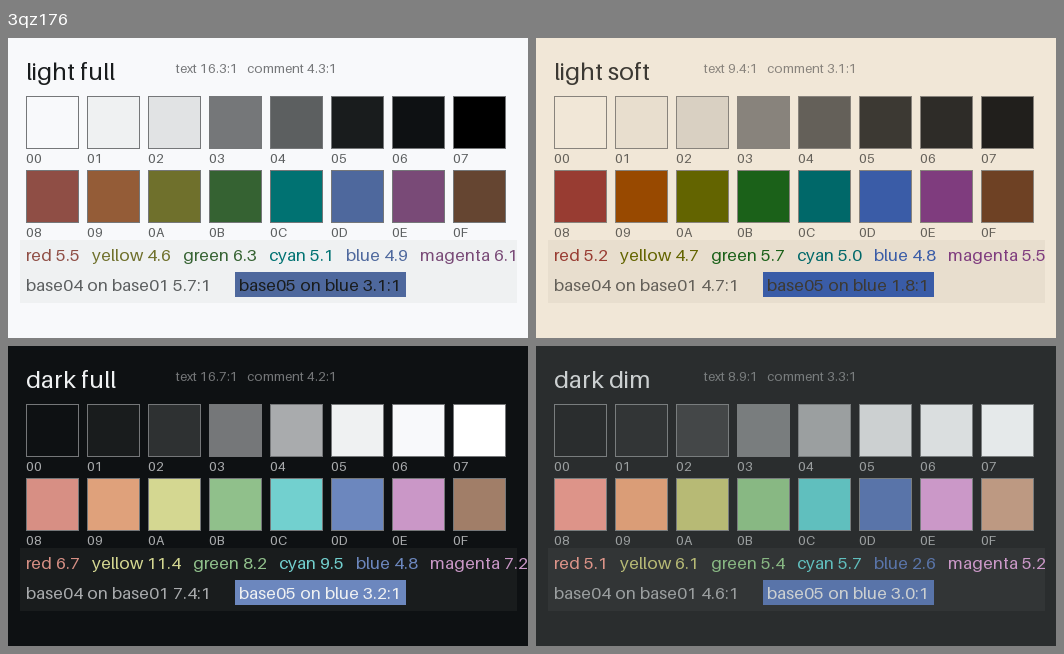 3qz176
light full text 16.3:1 comment 4.3:1
00 01 02 03 04 05 06 07
08 09 0A 0B 0C 0D 0E 0F
red 5.5 yellow 4.6 green 6.3 cyan 5.1 blue 4.9 magenta 6.1
base04 on base01 5.7:1 base05 on blue 3.1:1
light soft text 9.4:1 comment 3.1:1
00 01 02 03 04 05 06 07
08 09 0A 0B 0C 0D 0E 0F
red 5.2 yellow 4.7 green 5.7 cyan 5.0 blue 4.8 magenta 5.5
base04 on base01 4.7:1 base05 on blue 1.8:1
dark full text 16.7:1 comment 4.2:1
00 01 02 03 04 05 06 07
08 09 0A 0B 0C 0D 0E 0F
red 6.7 yellow 11.4 green 8.2 cyan 9.5 blue 4.8 magenta 7.2
base04 on base01 7.4:1 base05 on blue 3.2:1
dark dim text 8.9:1 comment 3.3:1
00 01 02 03 04 05 06 07
08 09 0A 0B 0C 0D 0E 0F
red 5.1 yellow 6.1 green 5.4 cyan 5.7 blue 2.6 magenta 5.2
base04 on base01 4.6:1 base05 on blue 3.0:1